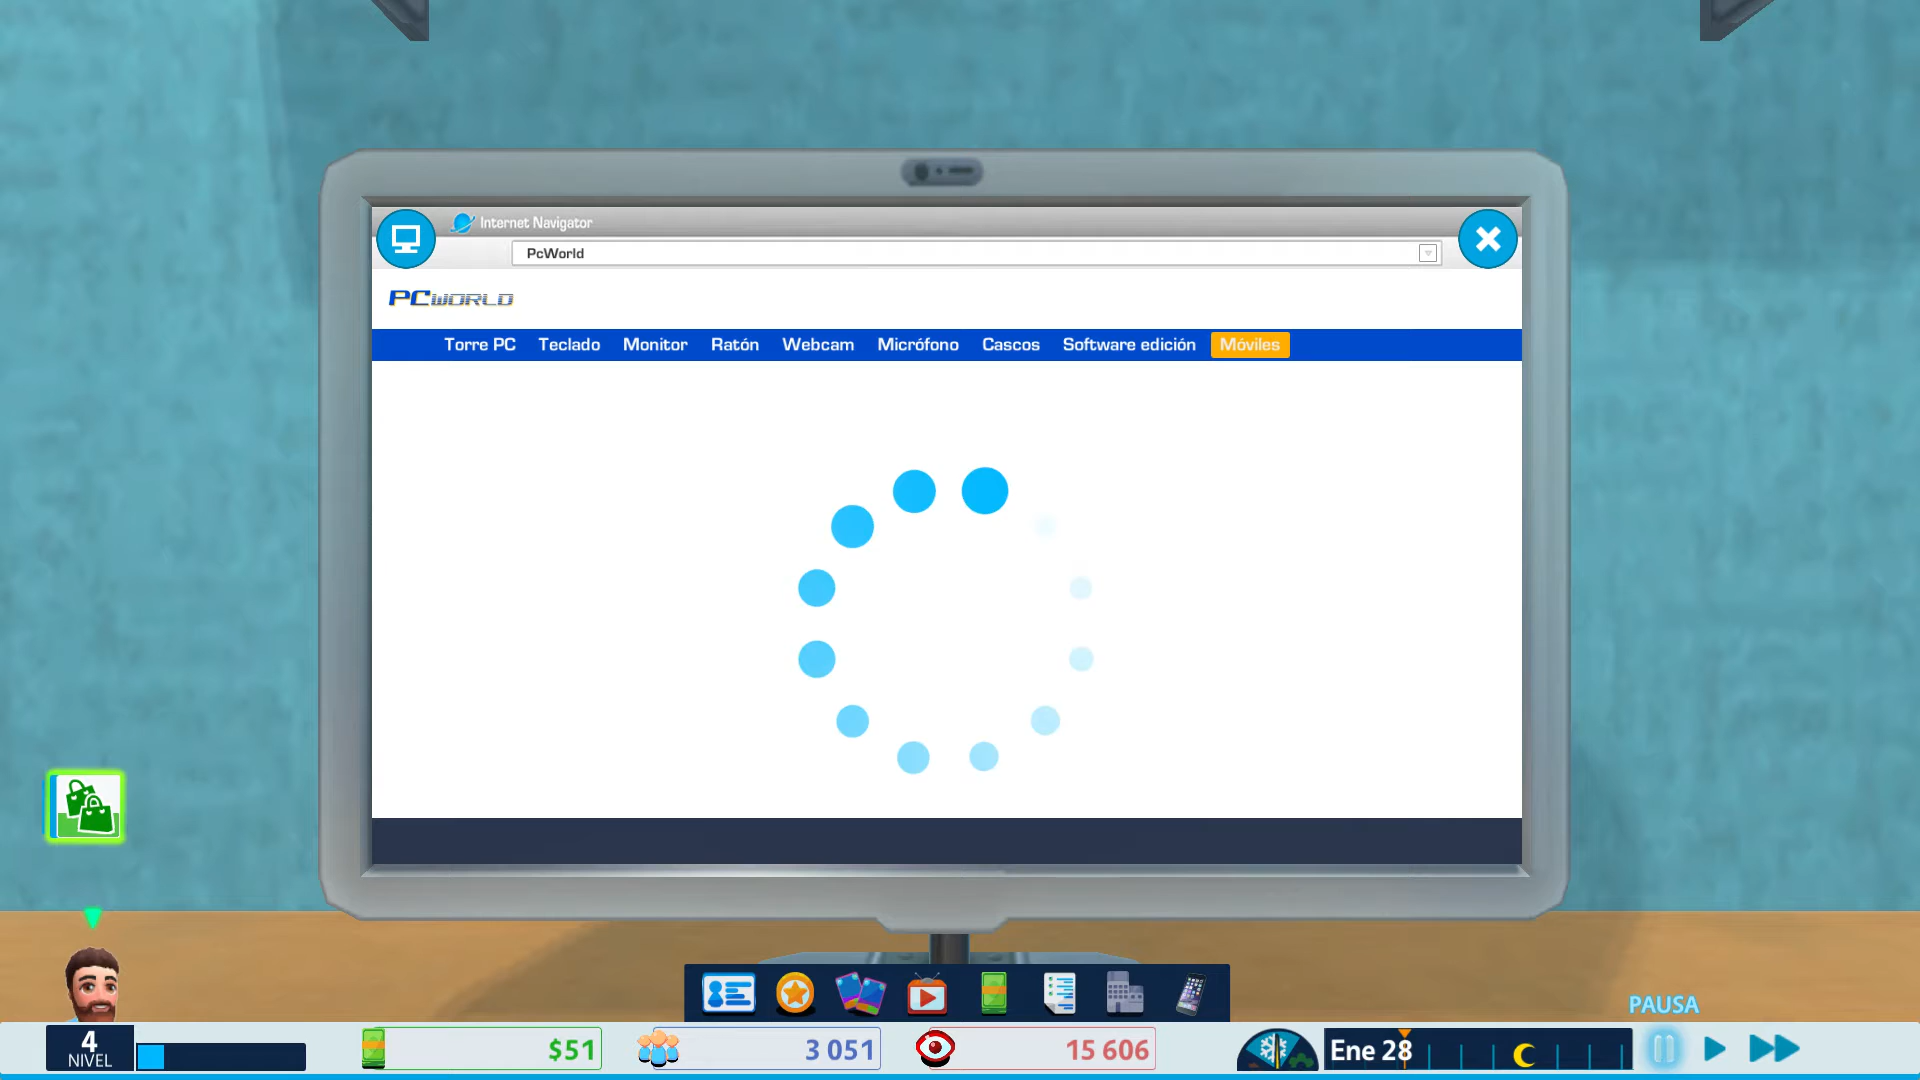 Internet Navigator
PcWorld
PCWORLD
Torre PC Teclado Monitor Ratón Webcam Micrófono Cascos Software edición Móviles
PAUSA
4
NIVEL
$51
3 051
15 606
Ene 28